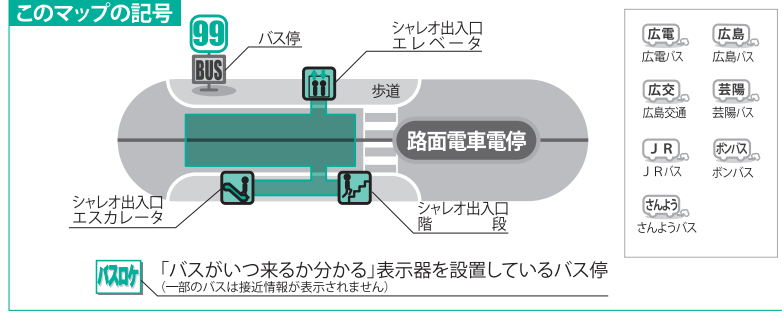 このマップの記号
99
BUS
バス停
シャレオ出入口
エレベータ
歩道
路面電車電停
シャレオ出入口
エスカレータ
シャレオ出入口
階段
バスロケ
「バスがいつ来るか分かる」表示器を設置しているバス停
（一部のバスは接近情報が表示されません）
広電
広電バス
広島
広島バス
広交
広島交通
芸陽
芸陽バス
ＪＲ
ＪＲバス
ボンバス
ボンバス
さんよう
さんようバス